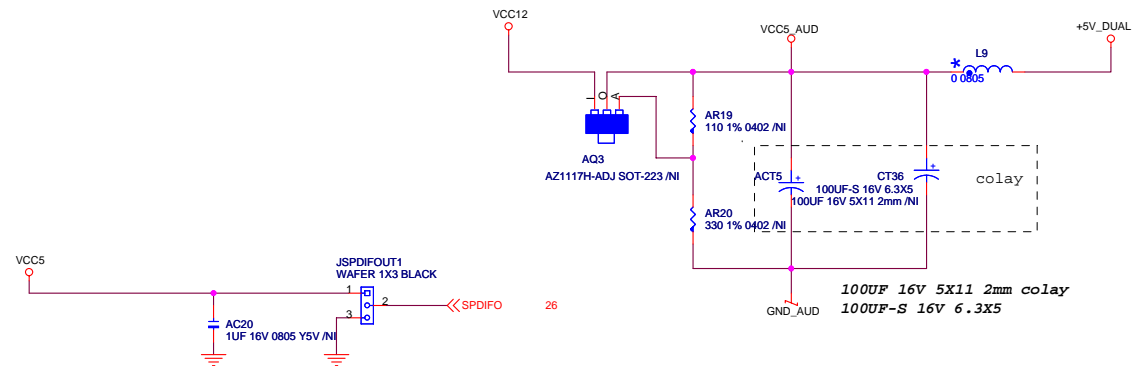 VCC12
VCC5_AUD
+5V_DUAL
L9
*
0 0805
I
O
A
AR19
110 1% 0402 /NI
AQ3
AZ1117H-ADJ SOT-223 /NI
ACT5
+
100UF-S 16V 6.3X5
100UF 16V 5X11 2mm /NI
CT36
+
colay
AR20
330 1% 0402 /NI
VCC5
JSPDIFOUT1
WAFER 1X3 BLACK
1
2
3
SPDIFO
26
AC20
1UF 16V 0805 Y5V /NI
GND_AUD
100UF 16V 5X11 2mm colay
100UF-S 16V 6.3X5